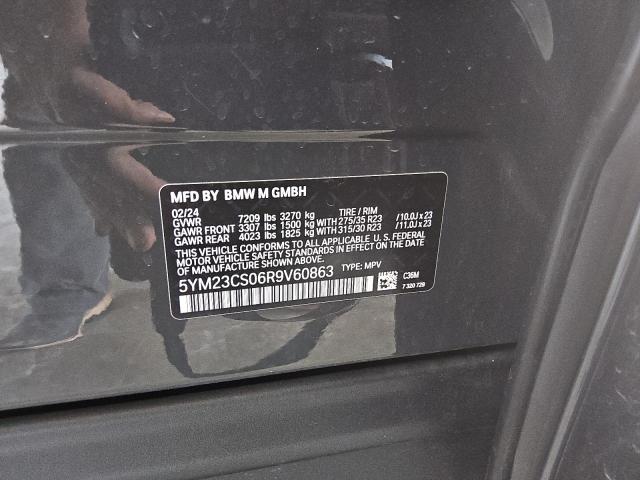 MFD BY BMW M GMBH
02/24
GVWR 7209 lbs 3270 kg TIRE / RIM
GAWR FRONT 3307 lbs 1500 kg WITH 275/35 R23 /10.0J x 23
GAWR REAR 4023 lbs 1825 kg WITH 315/30 R23 /11.0J x 23
THIS VEHICLE CONFORMS TO ALL APPLICABLE U.S. FEDERAL
MOTOR VEHICLE SAFETY STANDARDS IN EFFECT ON THE
DATE OF MANUFACTURE SHOWN ABOVE.
5YM23CS06R9V60863 TYPE: MPV
C36M
7 320 729